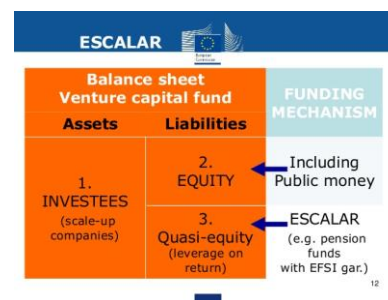 ESCALAR
Balance sheet
Venture capital fund
FUNDING
MECHANISM
Assets
Liabilities
1.
INVESTEES
(scale-up
companies)
2.
EQUITY
Including
Public money
3.
Quasi-equity
(leverage on
return)
ESCALAR
(e.g. pension
funds
with EFSI gar.)
12